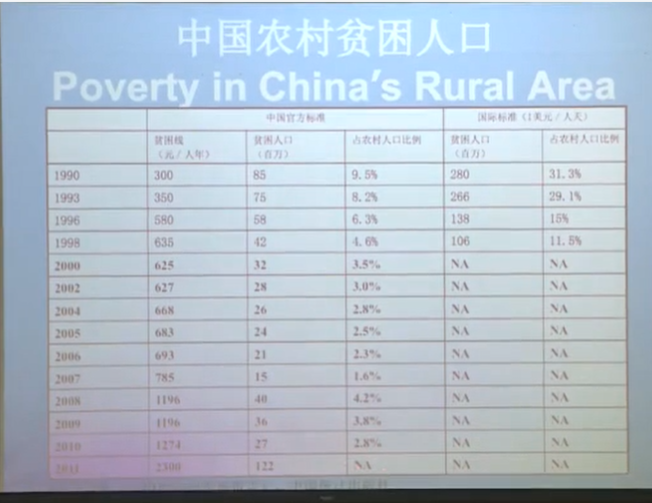 中国农村贫困人口
Poverty in China's Rural Area
中国官方标准 国际标准（1美元／人天）
贫困线 贫困人口 占农村人口比例 贫困人口 占农村人口比例
（元／人年） （百万） （百万）
1990 300 85 9.5% 280 31.3%
1993 350 75 8.2% 266 29.1%
1996 580 58 6.3% 138 15%
1998 635 42 4.6% 106 11.5%
2000 625 32 3.5% NA NA
2002 627 28 3.0% NA NA
2004 668 26 2.8% NA NA
2005 683 24 2.5% NA NA
2006 693 21 2.3% NA NA
2007 785 15 1.6% NA NA
2008 1196 40 4.2% NA NA
2009 1196 36 3.8% NA NA
2010 1274 27 2.8% NA NA
2011 2300 122 NA NA NA